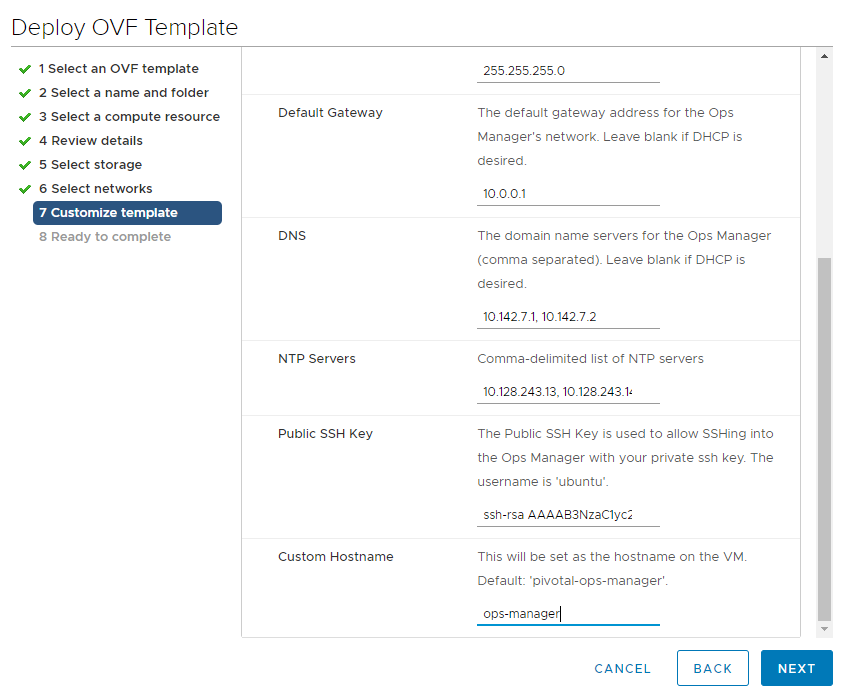 Deploy OVF Template
1 Select an OVF template
2 Select a name and folder
3 Select a compute resource
4 Review details
5 Select storage
6 Select networks
7 Customize template
8 Ready to complete
255.255.255.0
Default Gateway
The default gateway address for the Ops
Manager's network. Leave blank if DHCP is
desired.
10.0.0.1
DNS
The domain name servers for the Ops Manager
(comma separated). Leave blank if DHCP is
desired.
10.142.7.1, 10.142.7.2
NTP Servers
Comma-delimited list of NTP servers
10.128.243.13, 10.128.243.14
Public SSH Key
The Public SSH Key is used to allow SSHing into
the Ops Manager with your private ssh key. The
username is 'ubuntu'.
ssh-rsa AAAAB3NzaC1yc2
Custom Hostname
This will be set as the hostname on the VM.
Default: 'pivotal-ops-manager'.
ops-manager
CANCEL
BACK
NEXT